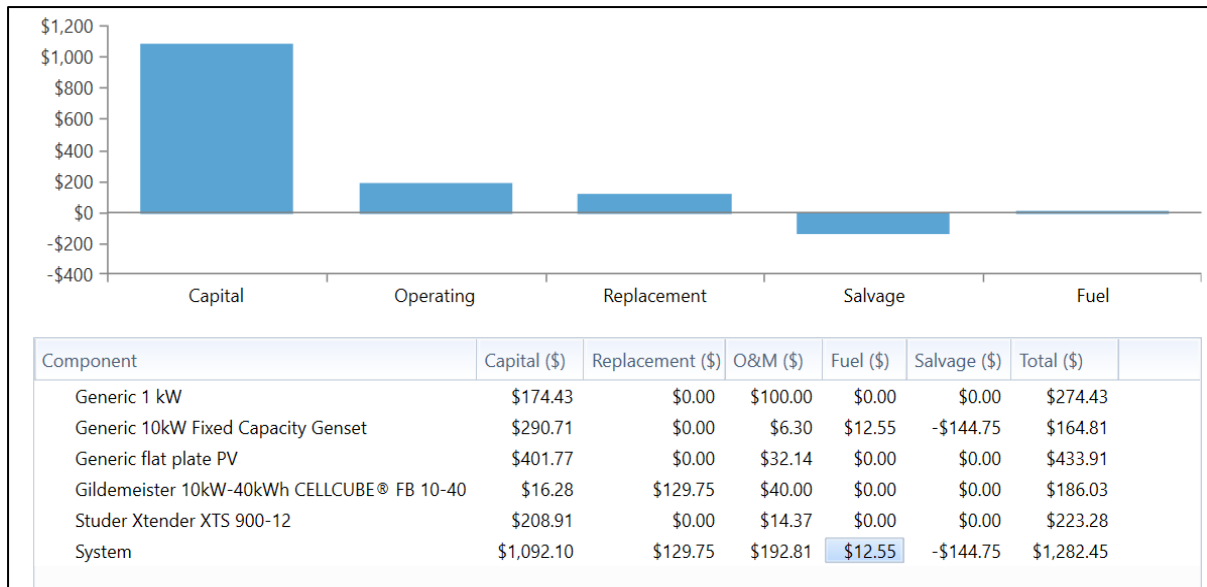 $1,200
$1,000
$800
$600
$400
$200
$0
-$200
-$400
Capital Operating Replacement Salvage Fuel
Component Capital ($) Replacement ($) O&M ($) Fuel ($) Salvage ($) Total ($)
Generic 1 kW $174.43 $0.00 $100.00 $0.00 $0.00 $274.43
Generic 10kW Fixed Capacity Genset $290.71 $0.00 $6.30 $12.55 -$144.75 $164.81
Generic flat plate PV $401.77 $0.00 $32.14 $0.00 $0.00 $433.91
Gildemeister 10kW-40kWh CELLCUBE® FB 10-40 $16.28 $129.75 $40.00 $0.00 $0.00 $186.03
Studer Xtender XTS 900-12 $208.91 $0.00 $14.37 $0.00 $0.00 $223.28
System $1,092.10 $129.75 $192.81 $12.55 -$144.75 $1,282.45